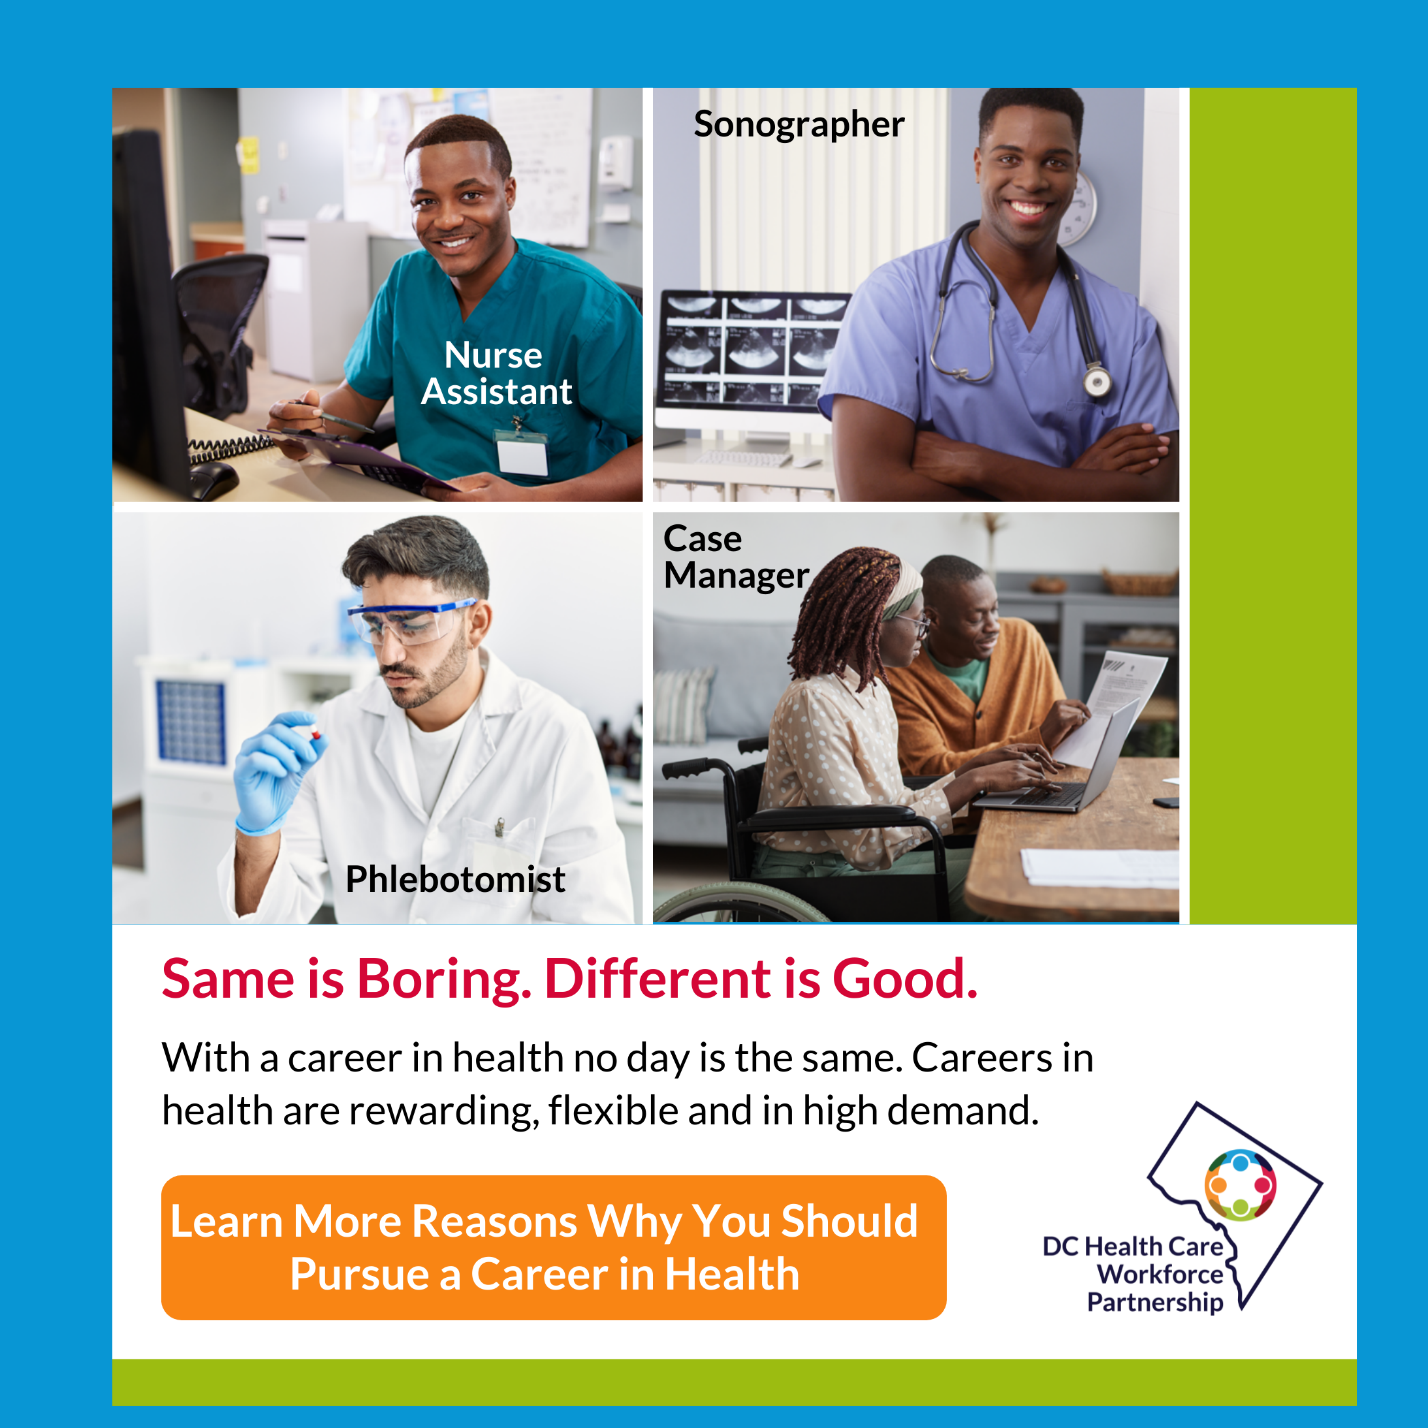 Nurse
Assistant
Sonographer
Phlebotomist
Case
Manager
Same is Boring. Different is Good.
With a career in health no day is the same. Careers in
health are rewarding, flexible and in high demand.
Learn More Reasons Why You Should
Pursue a Career in Health
DC Health Care
Workforce
Partnership